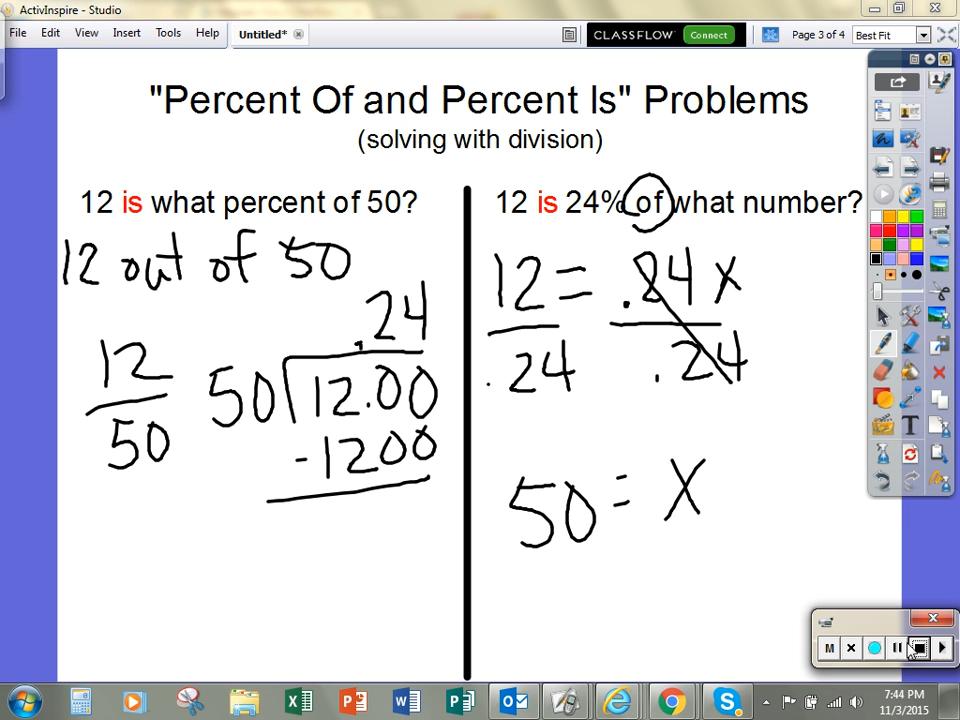 ActivInspire - Studio
File Edit View Insert Tools Help Untitled* CLASSFLOW Connect Page 3 of 4 Best Fit
"Percent Of and Percent Is" Problems
(solving with division)
12 is what percent of 50?
12 out of 50
.24
12
50
50 12.00
-1200
12 is 24% of what number?
12 = .24x
.24 .24
50 = x
M
7:44 PM
11/3/2015